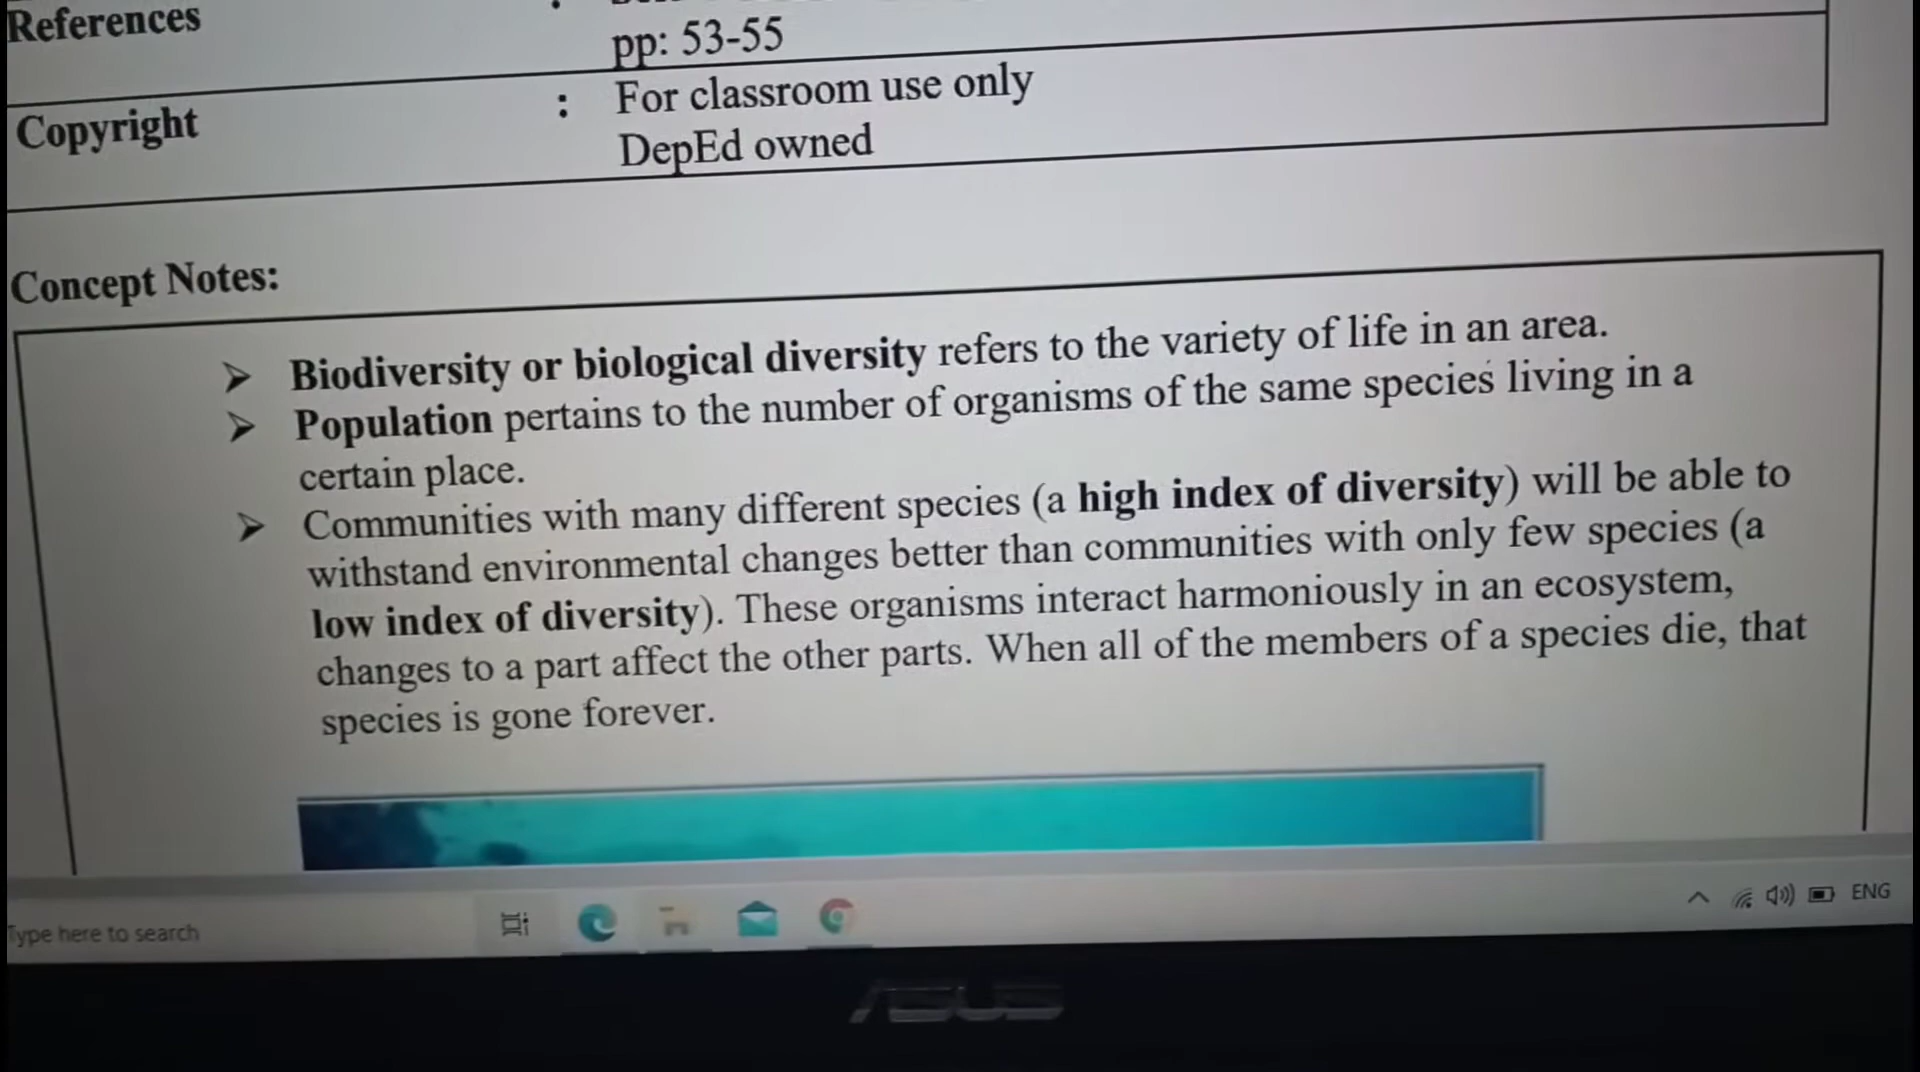 References
pp: 53-55
Copyright : For classroom use only
DepEd owned
Concept Notes:
➢ Biodiversity or biological diversity refers to the variety of life in an area.
➢ Population pertains to the number of organisms of the same species living in a
certain place.
➢ Communities with many different species (a high index of diversity) will be able to
withstand environmental changes better than communities with only few species (a
low index of diversity). These organisms interact harmoniously in an ecosystem,
changes to a part affect the other parts. When all of the members of a species die, that
species is gone forever.
Type here to search
ENG
ASUS